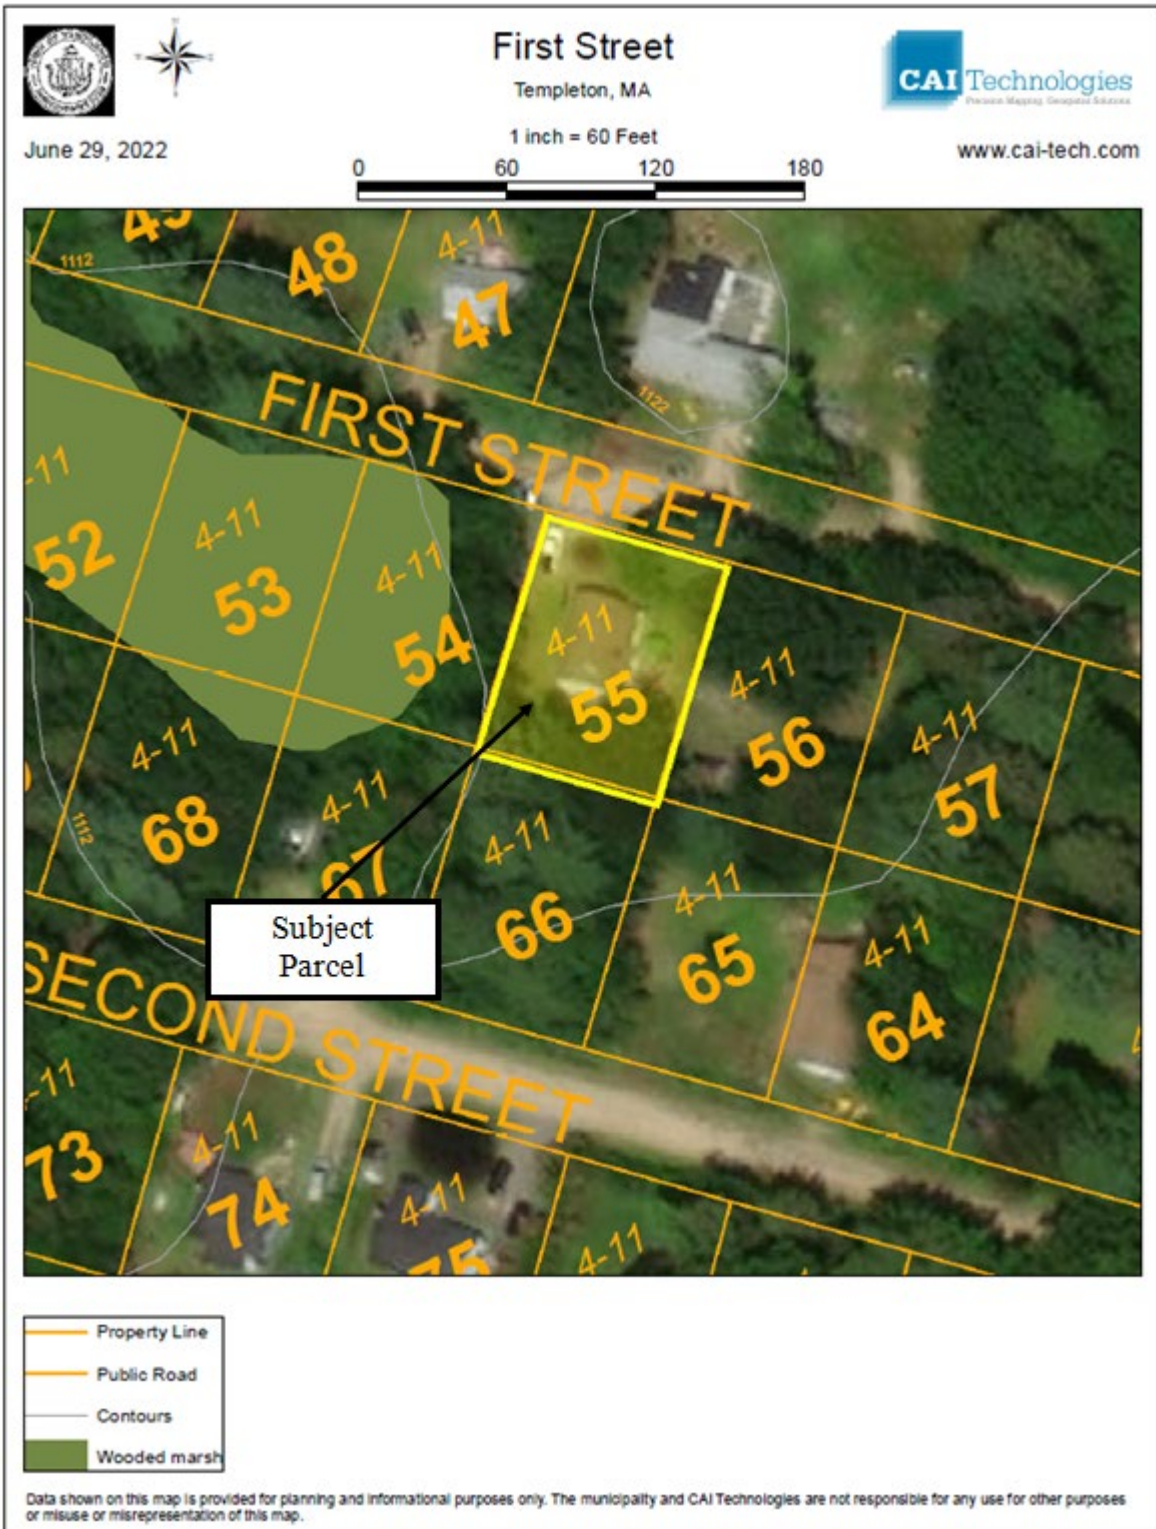 First Street
Templeton, MA
CAI Technologies
Precision Mapping. Geospatial Solutions.
June 29, 2022
1 inch = 60 Feet
www.cai-tech.com
0 60 120 180
1112
48
4-11
47
1122
FIRST STREET
-11
52
4-11
53
4-11
54
4-11
55
4-11
56
4-11
57
4-11
68
1112
4-11
67
4-11
66
4-11
65
4-11
64
Subject
Parcel
SECOND STREET
-11
73
4-11
74
4-11
75
4-11
Property Line
Public Road
Contours
Wooded marsh
Data shown on this map is provided for planning and informational purposes only. The municipality and CAI Technologies are not responsible for any use for other purposes
or misuse or misrepresentation of this map.